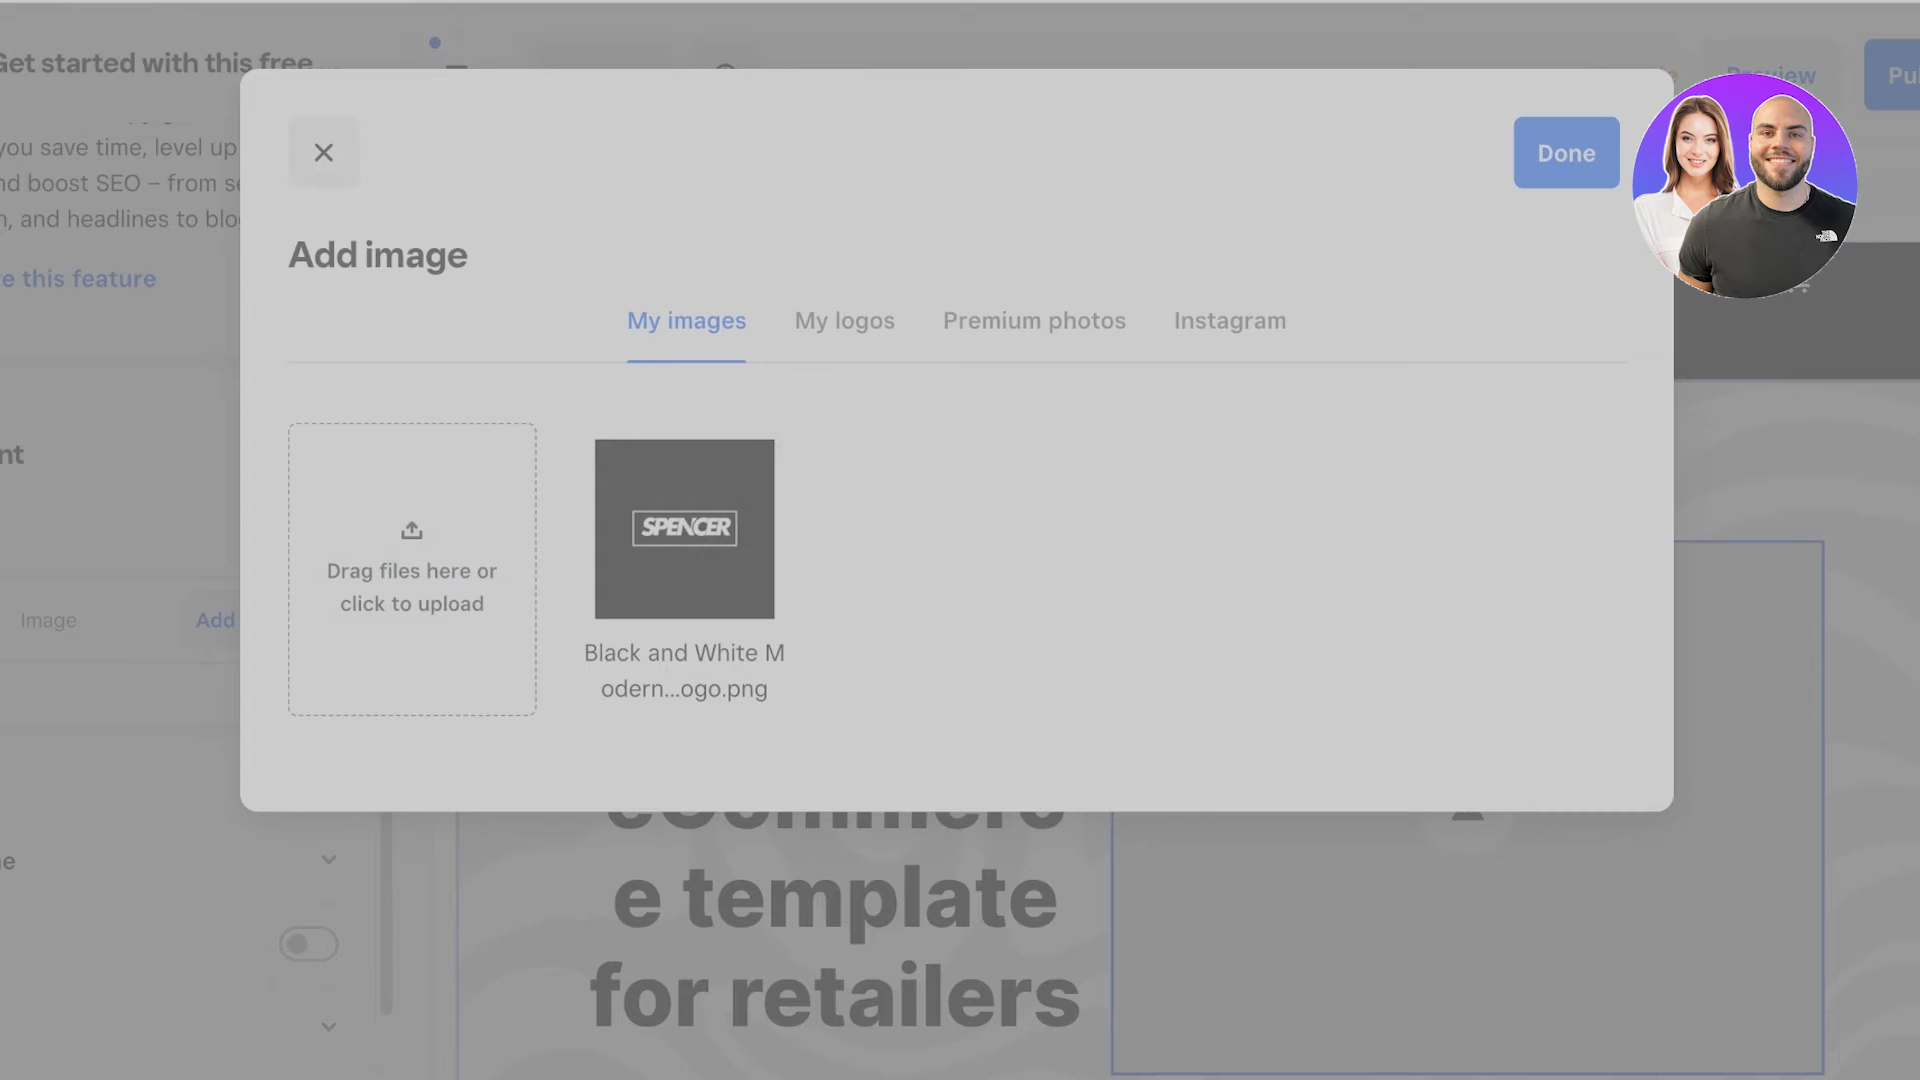 Get started with this free ...
Preview
you save time, level up
nd boost SEO – from se
n, and headlines to blo
e this feature
Done
Add image
My images
My logos
Premium photos
Instagram
nt
Image
Add
Drag files here or
click to upload
SPENCER
Black and White M
odern...ogo.png
e template
for retailers